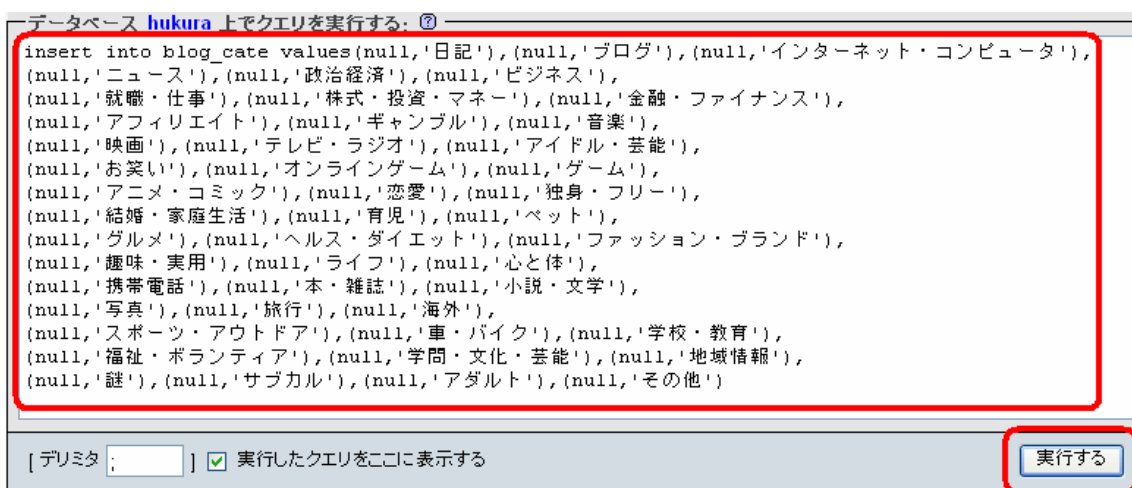 データベース hukura 上でクエリを実行する:
insert into blog_cate values(null,'日記'),(null,'ブログ'),(null,'インターネット・コンピュータ'),
(null,'ニュース'),(null,'政治経済'),(null,'ビジネス'),
(null,'就職・仕事'),(null,'株式・投資・マネー'),(null,'金融・ファイナンス'),
(null,'アフィリエイト'),(null,'ギャンブル'),(null,'音楽'),
(null,'映画'),(null,'テレビ・ラジオ'),(null,'アイドル・芸能'),
(null,'お笑い'),(null,'オンラインゲーム'),(null,'ゲーム'),
(null,'アニメ・コミック'),(null,'恋愛'),(null,'独身・フリー'),
(null,'結婚・家庭生活'),(null,'育児'),(null,'ペット'),
(null,'グルメ'),(null,'ヘルス・ダイエット'),(null,'ファッション・ブランド'),
(null,'趣味・実用'),(null,'ライフ'),(null,'心と体'),
(null,'携帯電話'),(null,'本・雑誌'),(null,'小説・文学'),
(null,'写真'),(null,'旅行'),(null,'海外'),
(null,'スポーツ・アウトドア'),(null,'車・バイク'),(null,'学校・教育'),
(null,'福祉・ボランティア'),(null,'学問・文化・芸能'),(null,'地域情報'),
(null,'謎'),(null,'サブカル'),(null,'アダルト'),(null,'その他')
[ デリミタ ; ] 実行したクエリをここに表示する 実行する